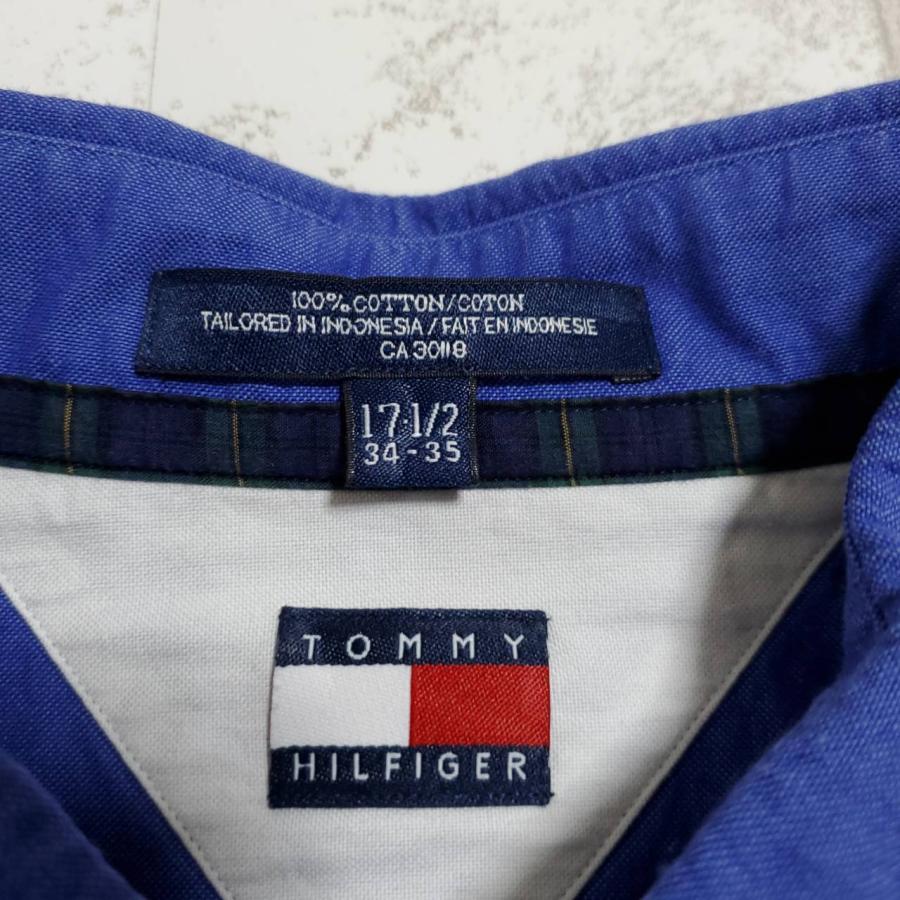 100% COTTON/COTON
TAILORED IN INDONESIA/FAIT EN INDONESIE
CA 30118
17 1/2
34 - 35
TOMMY
HILFIGER